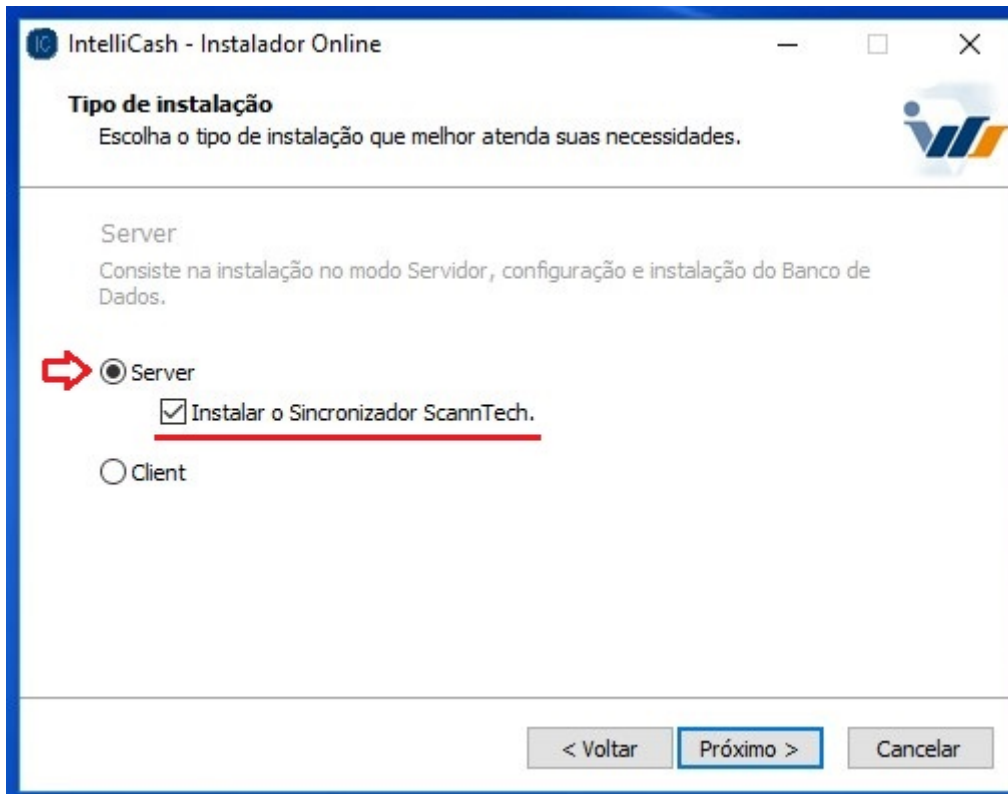 IntelliCash - Instalador Online
Tipo de instalação
Escolha o tipo de instalação que melhor atenda suas necessidades.
Server
Consiste na instalação no modo Servidor, configuração e instalação do Banco de
Dados.
Server
Instalar o Sincronizador ScannTech.
Client
< Voltar Próximo > Cancelar